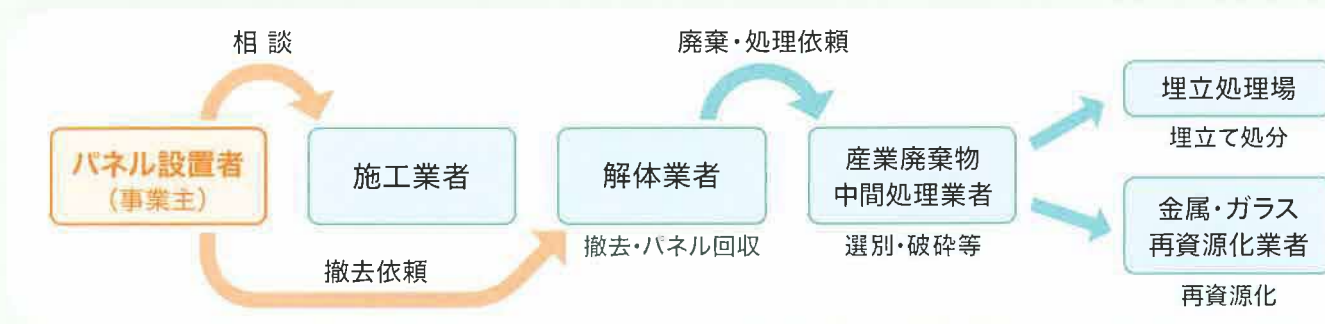 相談
廃棄・処理依頼
パネル設置者
（事業主）
施工業者
解体業者
撤去・パネル回収
撤去依頼
産業廃棄物
中間処理業者
選別・破砕等
埋立処理場
埋立て処分
金属・ガラス
再資源化業者
再資源化